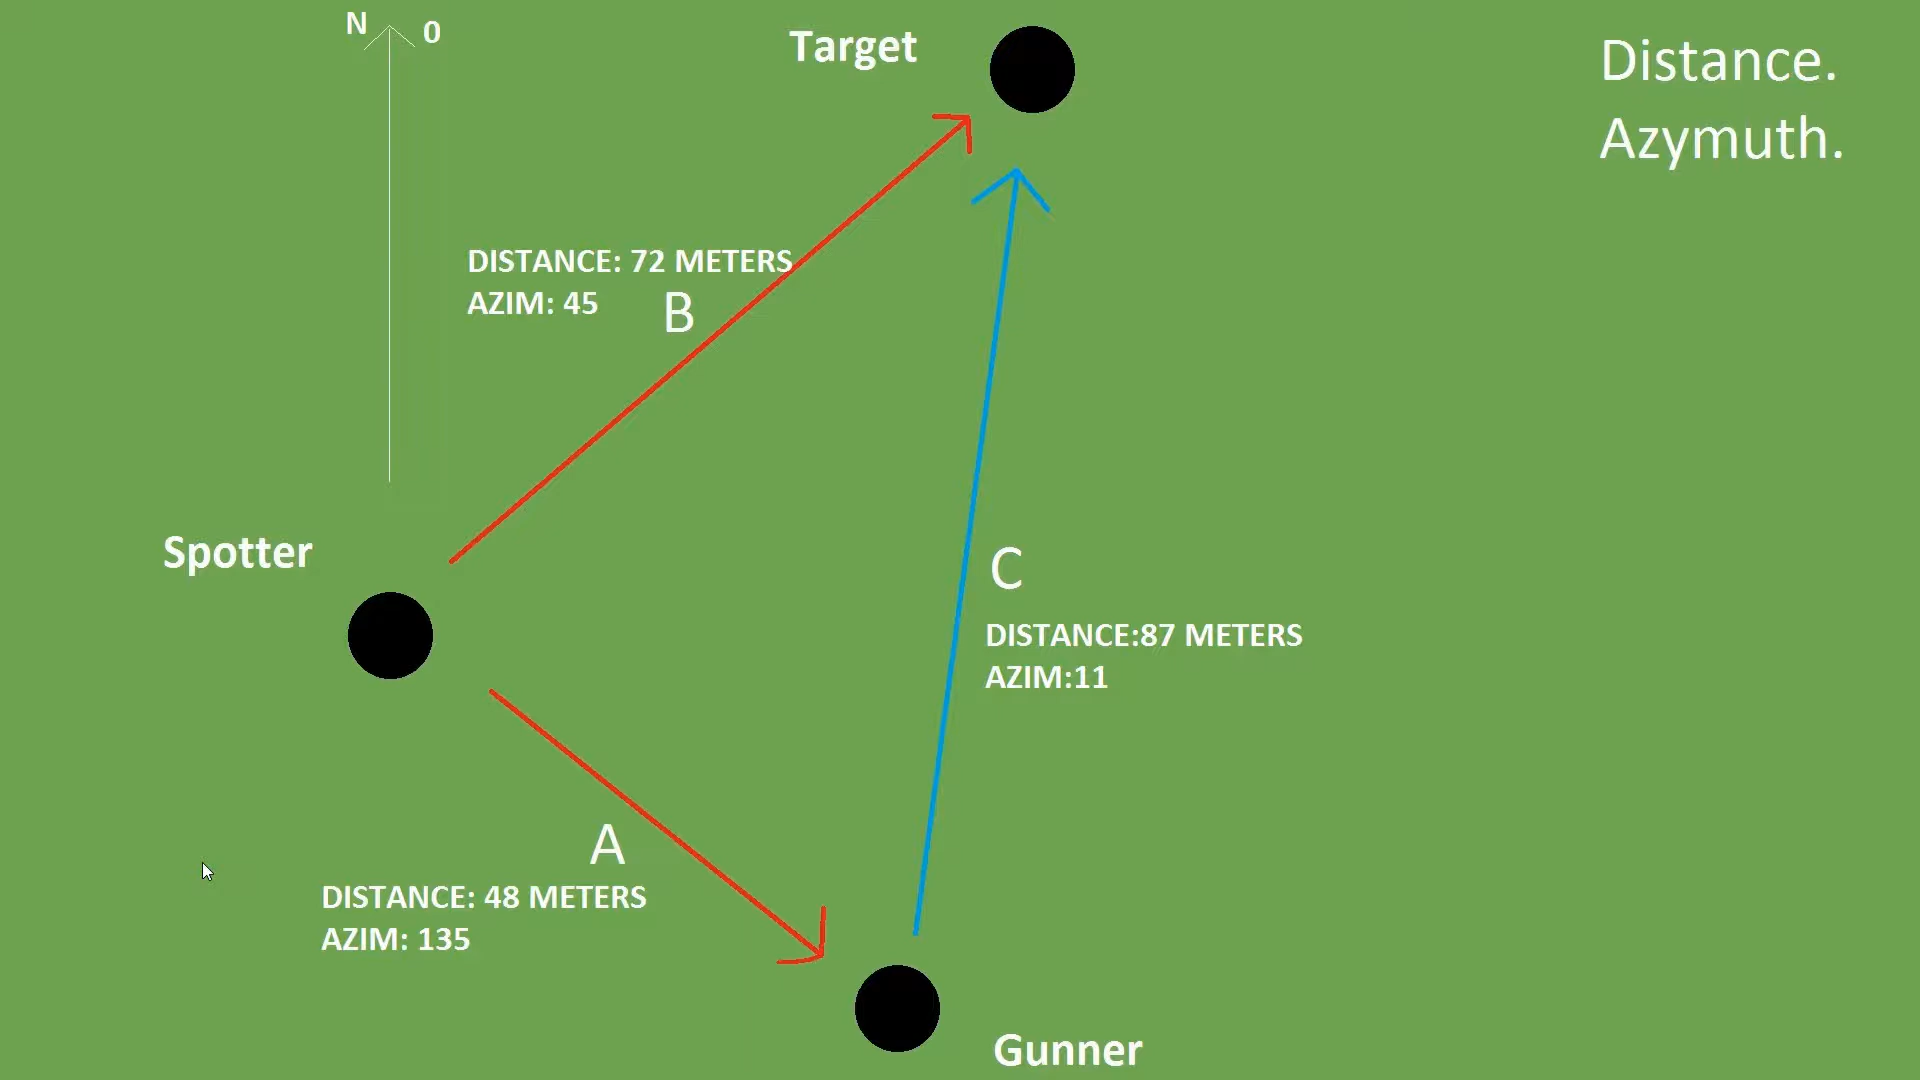 N 0
Target
Distance.
Azymuth.
DISTANCE: 72 METERS
AZIM: 45
B
Spotter
C
DISTANCE:87 METERS
AZIM:11
A
DISTANCE: 48 METERS
AZIM: 135
Gunner